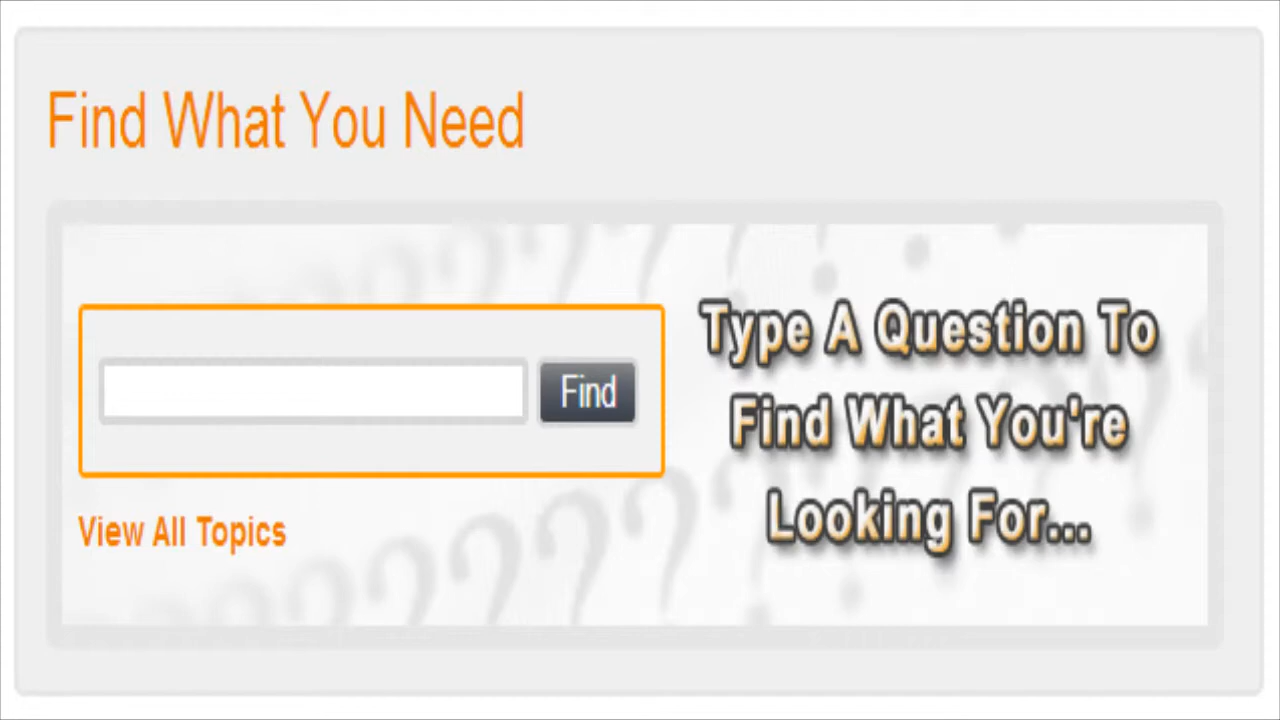 Find What You Need
Find
View All Topics
Type A Question To
Find What You're
Looking For...